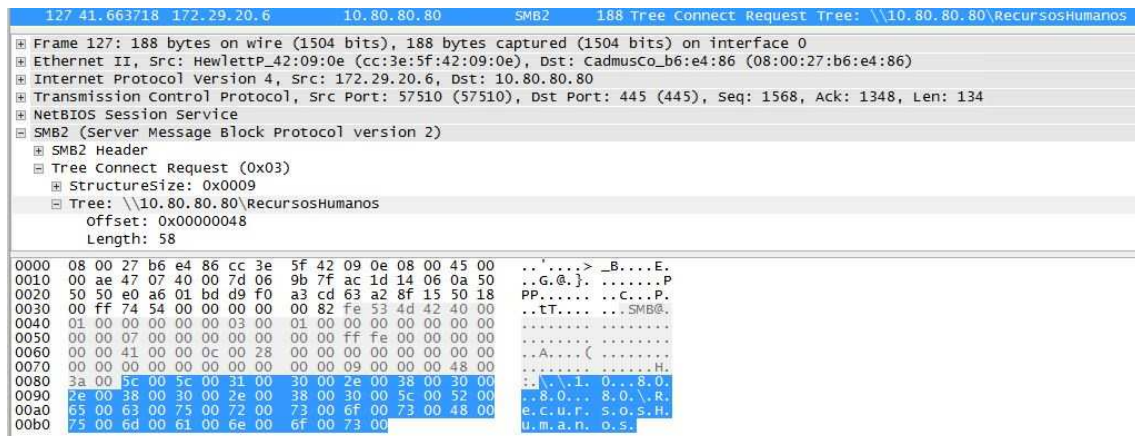 127 41.663718 172.29.20.6 10.80.80.80 SMB2 188 Tree Connect Request Tree: \\10.80.80.80\RecursosHumanos
Frame 127: 188 bytes on wire (1504 bits), 188 bytes captured (1504 bits) on interface 0
Ethernet II, Src: HewlettP_42:09:0e (cc:3e:5f:42:09:0e), Dst: CadmusCo_b6:e4:86 (08:00:27:b6:e4:86)
Internet Protocol Version 4, Src: 172.29.20.6, Dst: 10.80.80.80
Transmission Control Protocol, Src Port: 57510 (57510), Dst Port: 445 (445), Seq: 1568, Ack: 1348, Len: 134
NetBIOS Session Service
SMB2 (Server Message Block Protocol version 2)
SMB2 Header
Tree Connect Request (0x03)
StructureSize: 0x0009
Tree: \\10.80.80.80\RecursosHumanos
Offset: 0x00000048
Length: 58
0000 08 00 27 b6 e4 86 cc 3e 5f 42 09 0e 08 00 45 00 ..'....> _B....E.
0010 00 ae 47 07 40 00 7d 06 9b 7f ac 1d 14 06 0a 50 ..G.@.}. .......P
0020 50 50 e0 a6 01 bd d9 f0 a3 cd 63 a2 8f 15 50 18 PP...... ..c...P.
0030 00 ff 74 54 00 00 00 00 00 82 fe 53 4d 42 40 00 ..tT.... ...SMB@.
0040 01 00 00 00 00 00 03 00 01 00 00 00 00 00 00 00 ........ ........
0050 00 00 07 00 00 00 00 00 00 00 ff fe 00 00 00 00 ........ ........
0060 00 00 41 00 00 0c 00 28 00 00 00 00 00 00 00 00 ..A....( ........
0070 00 00 00 00 00 00 00 00 00 00 09 00 00 00 48 00 ........ ......H.
0080 3a 00 5c 00 5c 00 31 00 30 00 2e 00 38 00 30 00 :.\.\.1. 0...8.0.
0090 2e 00 38 00 30 00 2e 00 38 00 30 00 5c 00 52 00 ..8.0... 8.0.\.R.
00a0 65 00 63 00 75 00 72 00 73 00 6f 00 73 00 48 00 e.c.u.r. s.o.s.H.
00b0 75 00 6d 00 61 00 6e 00 6f 00 73 00 u.m.a.n. o.s.